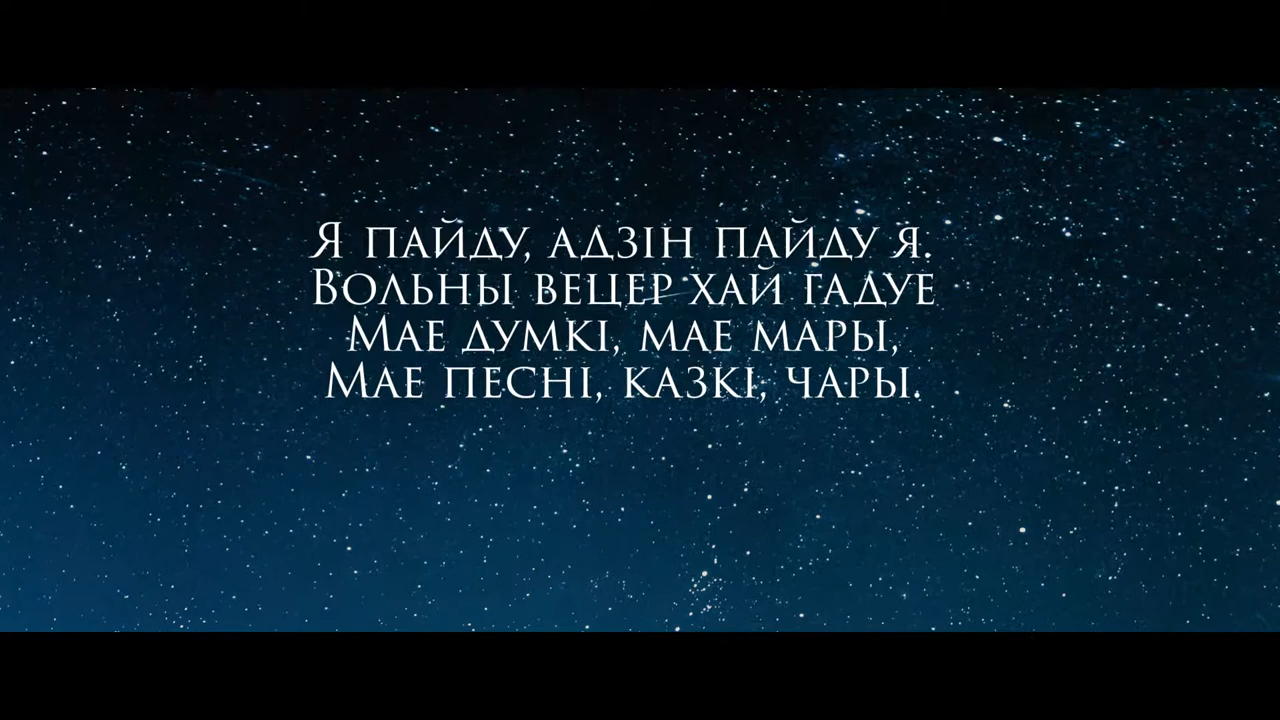 Я пайду, адзін пайду я.
Вольны вецер хай гадуе
Мае думкі, мае мары,
Мае песні, казкі, чары.